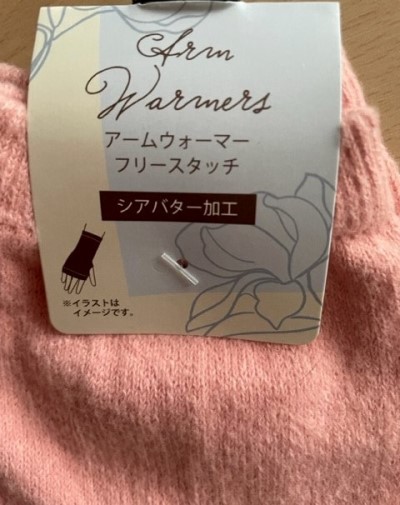 Arm
Warmers
アームウォーマー
フリースタッチ
シアバター加工
※イラストは
イメージです。